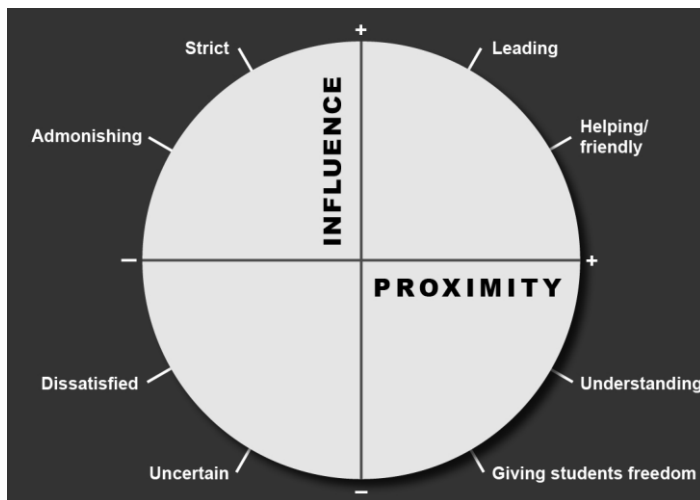 +
Strict
Leading
INFLUENCE
Admonishing
Helping/
friendly
–
+
PROXIMITY
Dissatisfied
Understanding
Uncertain
Giving students freedom
–